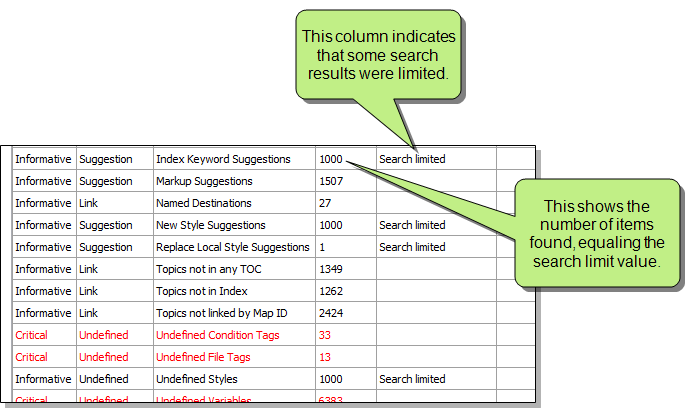 This column indicates
that some search
results were limited.
Informative Suggestion Index Keyword Suggestions 1000 Search limited
Informative Suggestion Markup Suggestions 1507
Informative Link Named Destinations 27
Informative Suggestion New Style Suggestions 1000 Search limited
Informative Suggestion Replace Local Style Suggestions 1 Search limited
Informative Link Topics not in any TOC 1349
Informative Link Topics not in Index 1262
Informative Link Topics not linked by Map ID 2424
Critical Undefined Undefined Condition Tags 33
Critical Undefined Undefined File Tags 13
Informative Undefined Undefined Styles 1000 Search limited
Critical Undefined Undefined Variables 6383
This shows the
number of items
found, equaling the
search limit value.